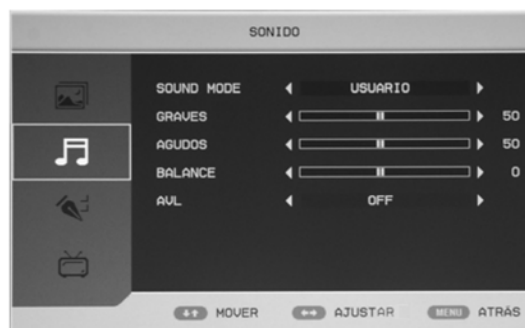 SONIDO
SOUND MODE USUARIO
GRAVES 50
AGUDOS 50
BALANCE 0
AVL OFF
MOVER AJUSTAR MENU ATRÁS